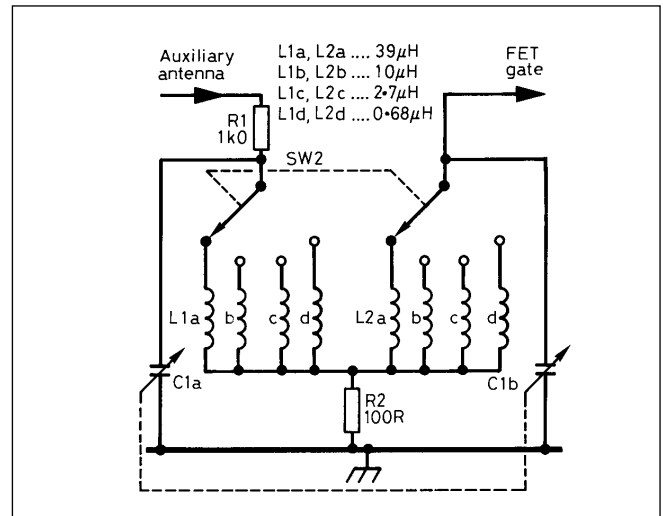 Auxiliary
antenna
L1a, L2a .... 39μH
L1b, L2b .... 10μH
L1c, L2c .... 2·7μH
L1d, L2d .... 0·68μH
FET
gate
R1
1k0
SW2
L1a
b
c
d
L2a
b
c
d
C1a
R2
100R
C1b